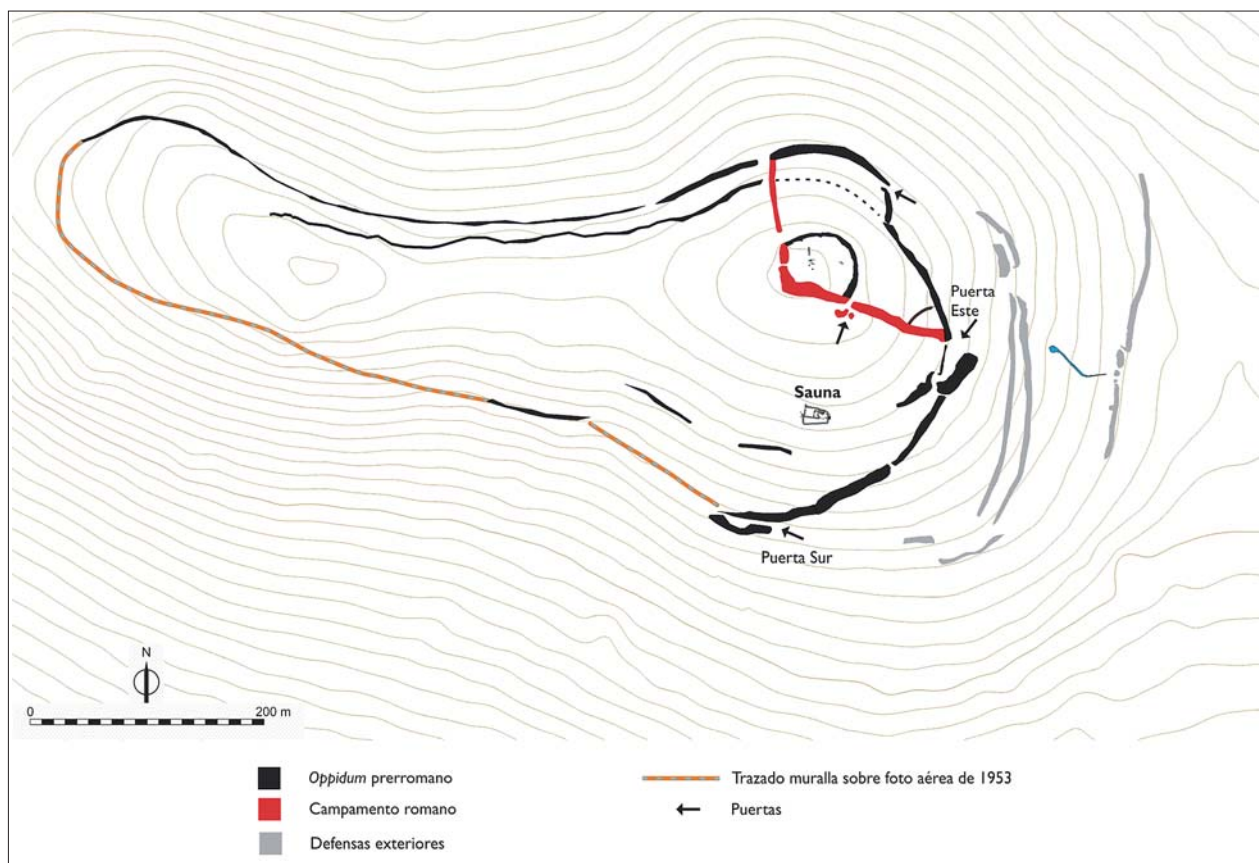 Puerta
Este
Sauna
Puerta Sur
N
0 200 m
Oppidum prerromano
Campamento romano
Defensas exteriores
Trazado muralla sobre foto aérea de 1953
Puertas